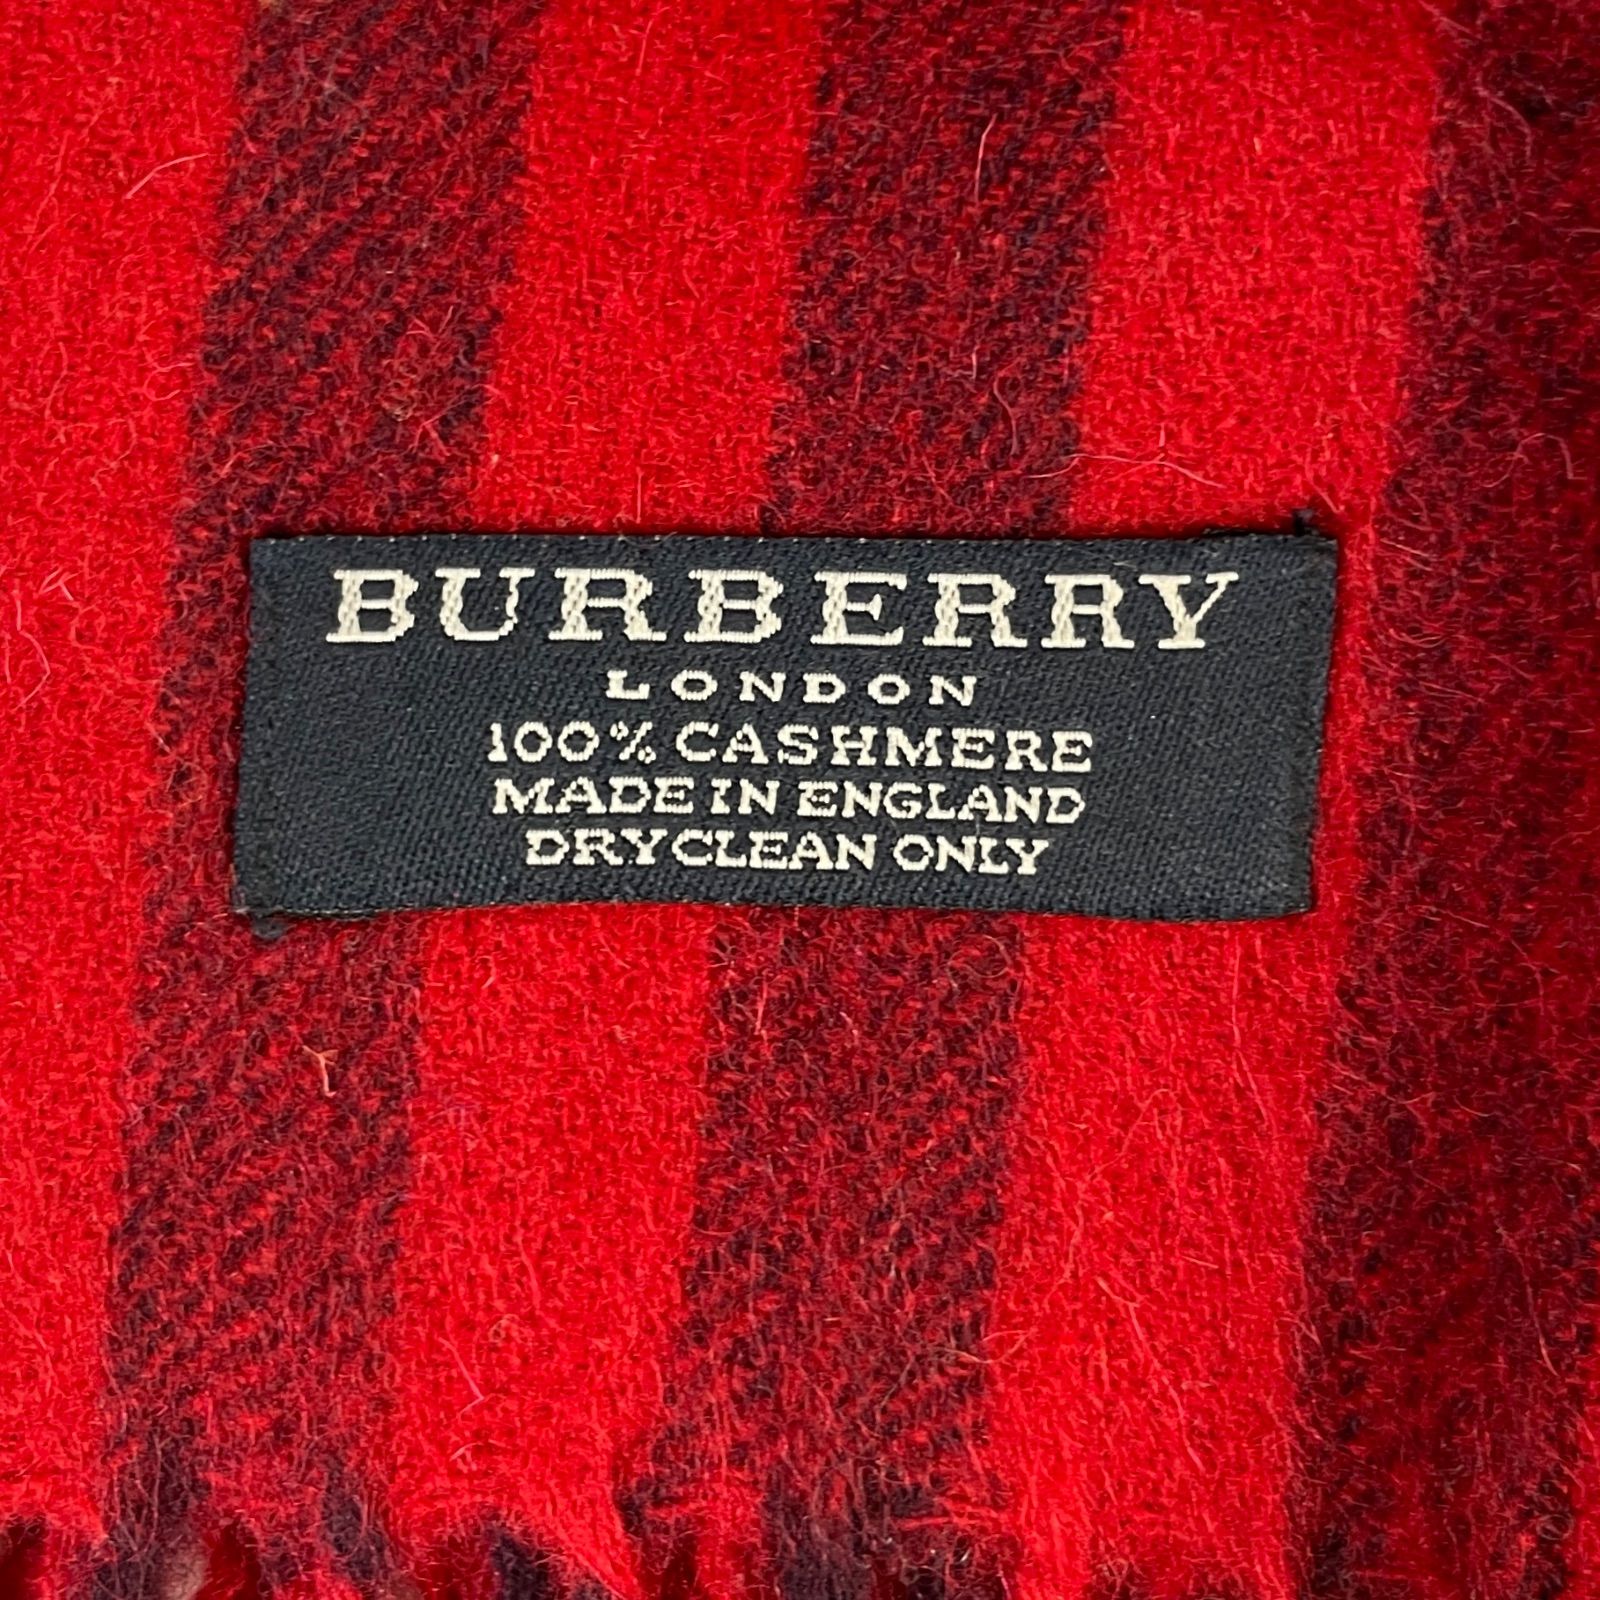 BURBERRY
LONDON
100% CASHMERE
MADE IN ENGLAND
DRYCLEAN ONLY